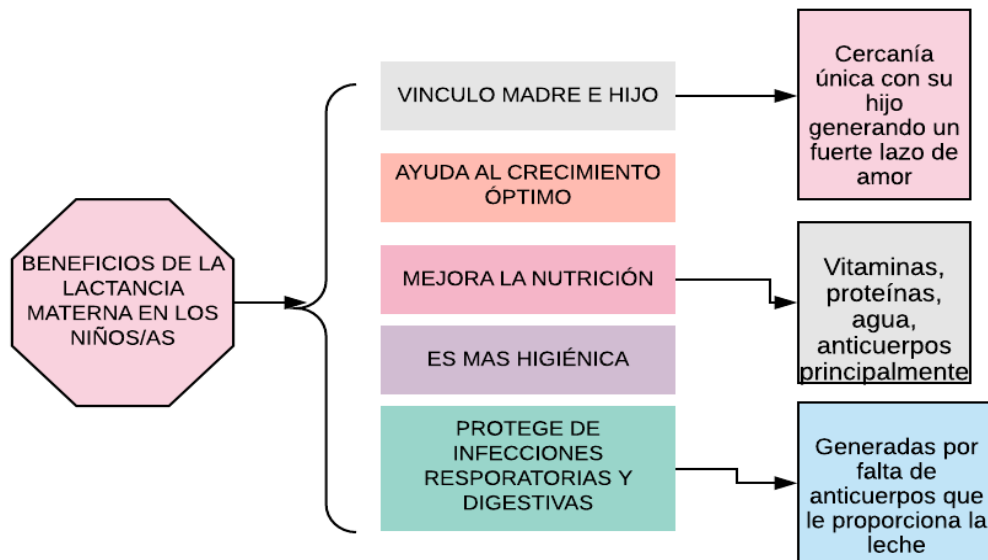 BENEFICIOS DE LA
LACTANCIA
MATERNA EN LOS
NIÑOS/AS
VINCULO MADRE E HIJO
Cercanía
única con su
hijo
generando un
fuerte lazo de
amor
AYUDA AL CRECIMIENTO
ÓPTIMO
MEJORA LA NUTRICIÓN
Vitaminas,
proteínas,
agua,
anticuerpos
principalmente
ES MAS HIGIÉNICA
PROTEGE DE
INFECCIONES
RESPORATORIAS Y
DIGESTIVAS
Generadas por
falta de
anticuerpos que
le proporciona la
leche